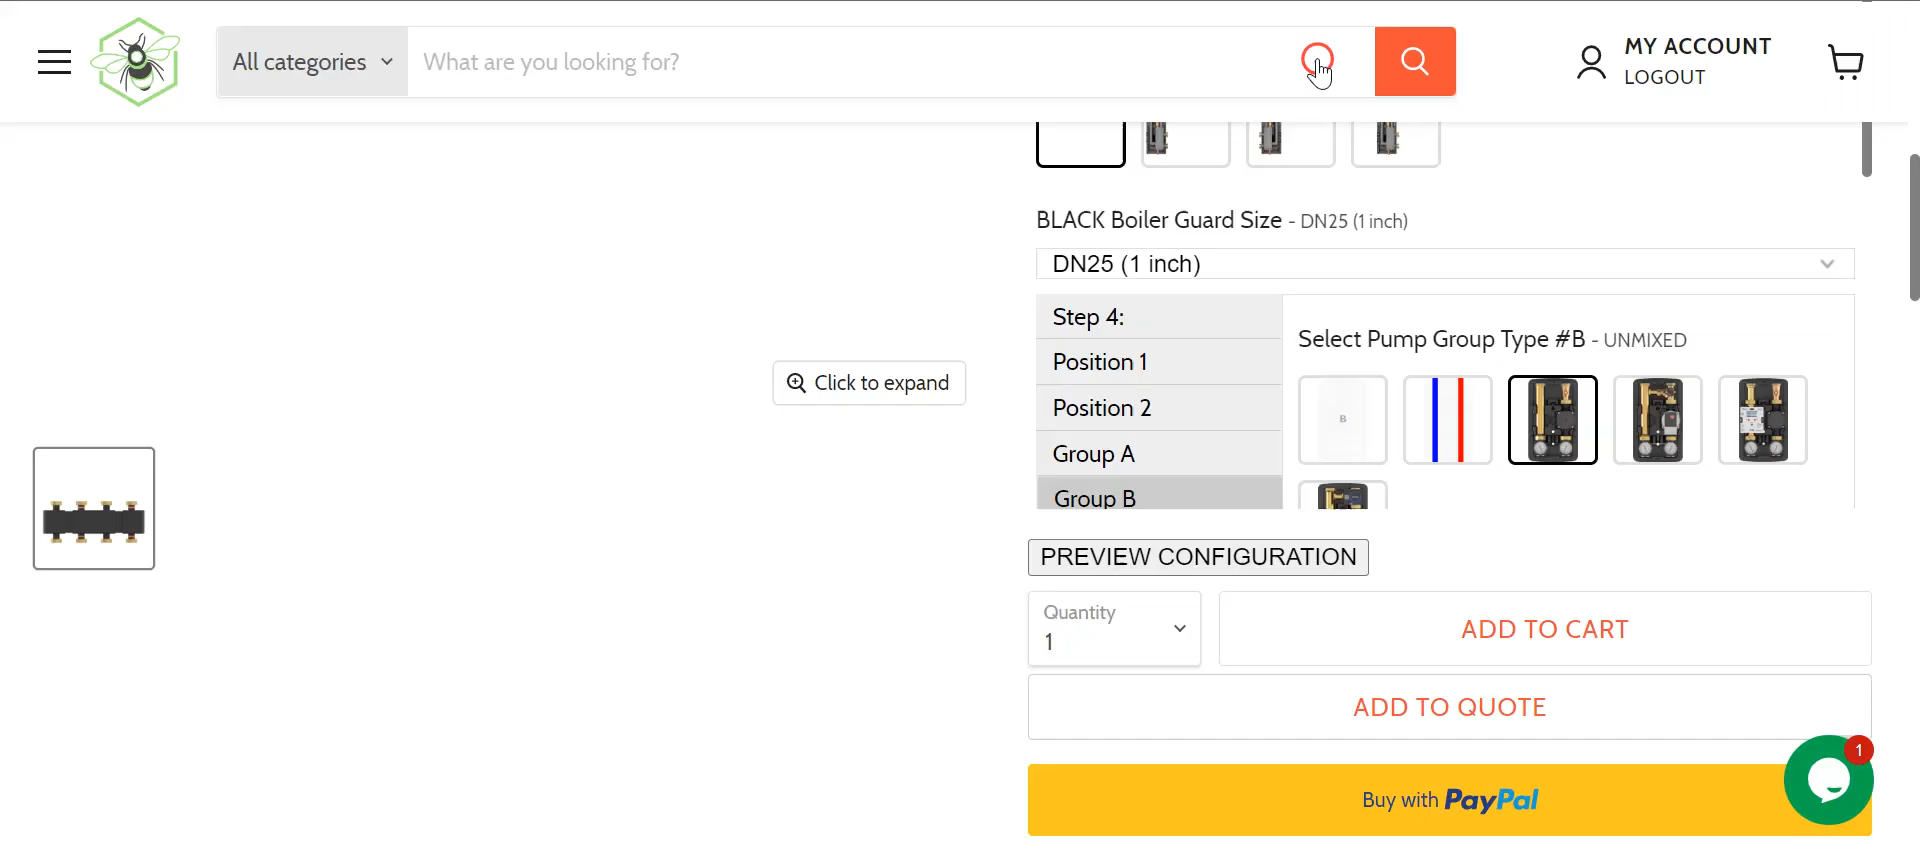 All categories
What are you looking for?
MY ACCOUNT
LOGOUT
BLACK Boiler Guard Size - DN25 (1 inch)
DN25 (1 inch)
Step 4:
Position 1
Position 2
Group A
Group B
Select Pump Group Type #B - UNMIXED
B
Click to expand
PREVIEW CONFIGURATION
Quantity
1
ADD TO CART
ADD TO QUOTE
Buy with PayPal
1